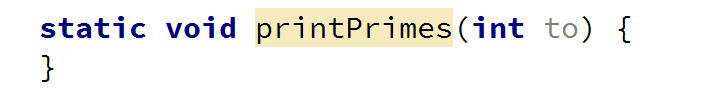 static void printPrimes(int to) {
}